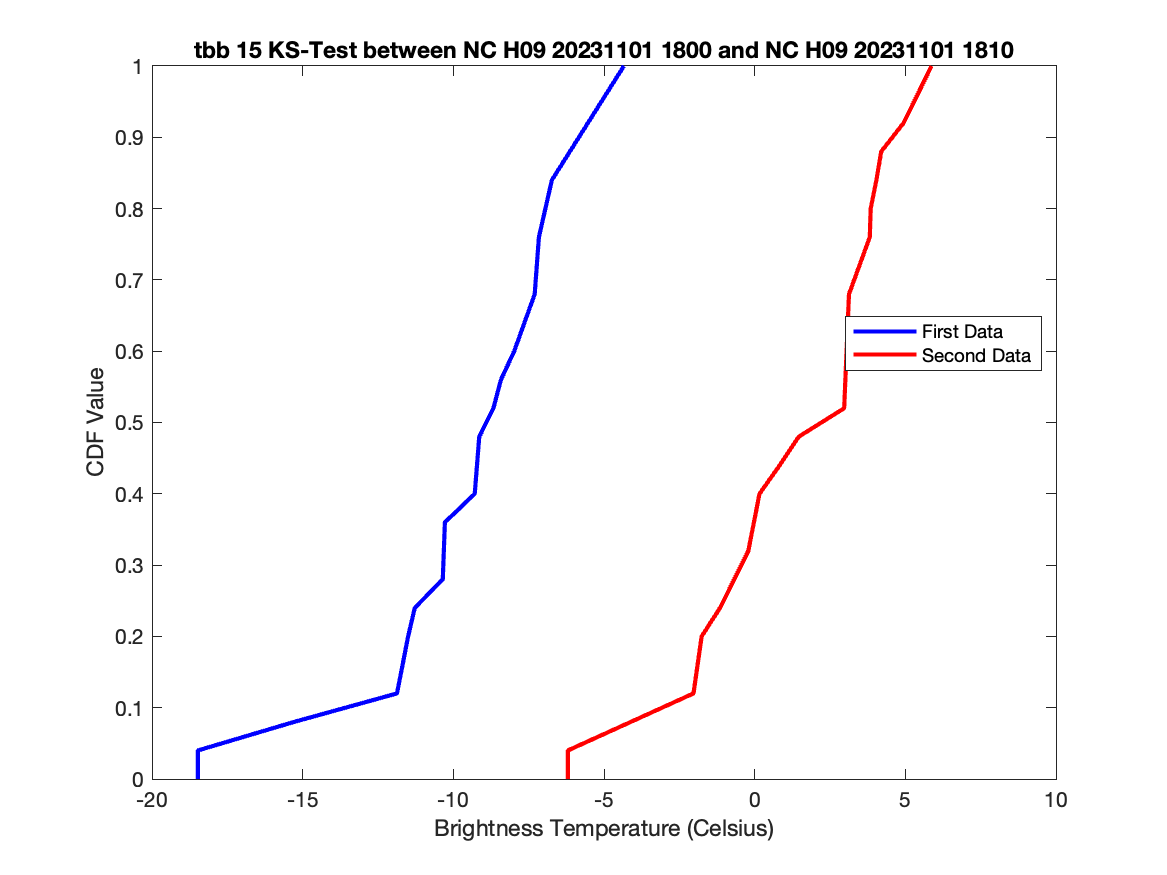 tbb 15 KS-Test between NC H09 20231101 1800 and NC H09 20231101 1810
1
0.9
0.8
0.7
0.6
0.5
0.4
0.3
0.2
0.1
0
CDF Value
First Data
Second Data
-20 -15 -10 -5 0 5 10
Brightness Temperature (Celsius)